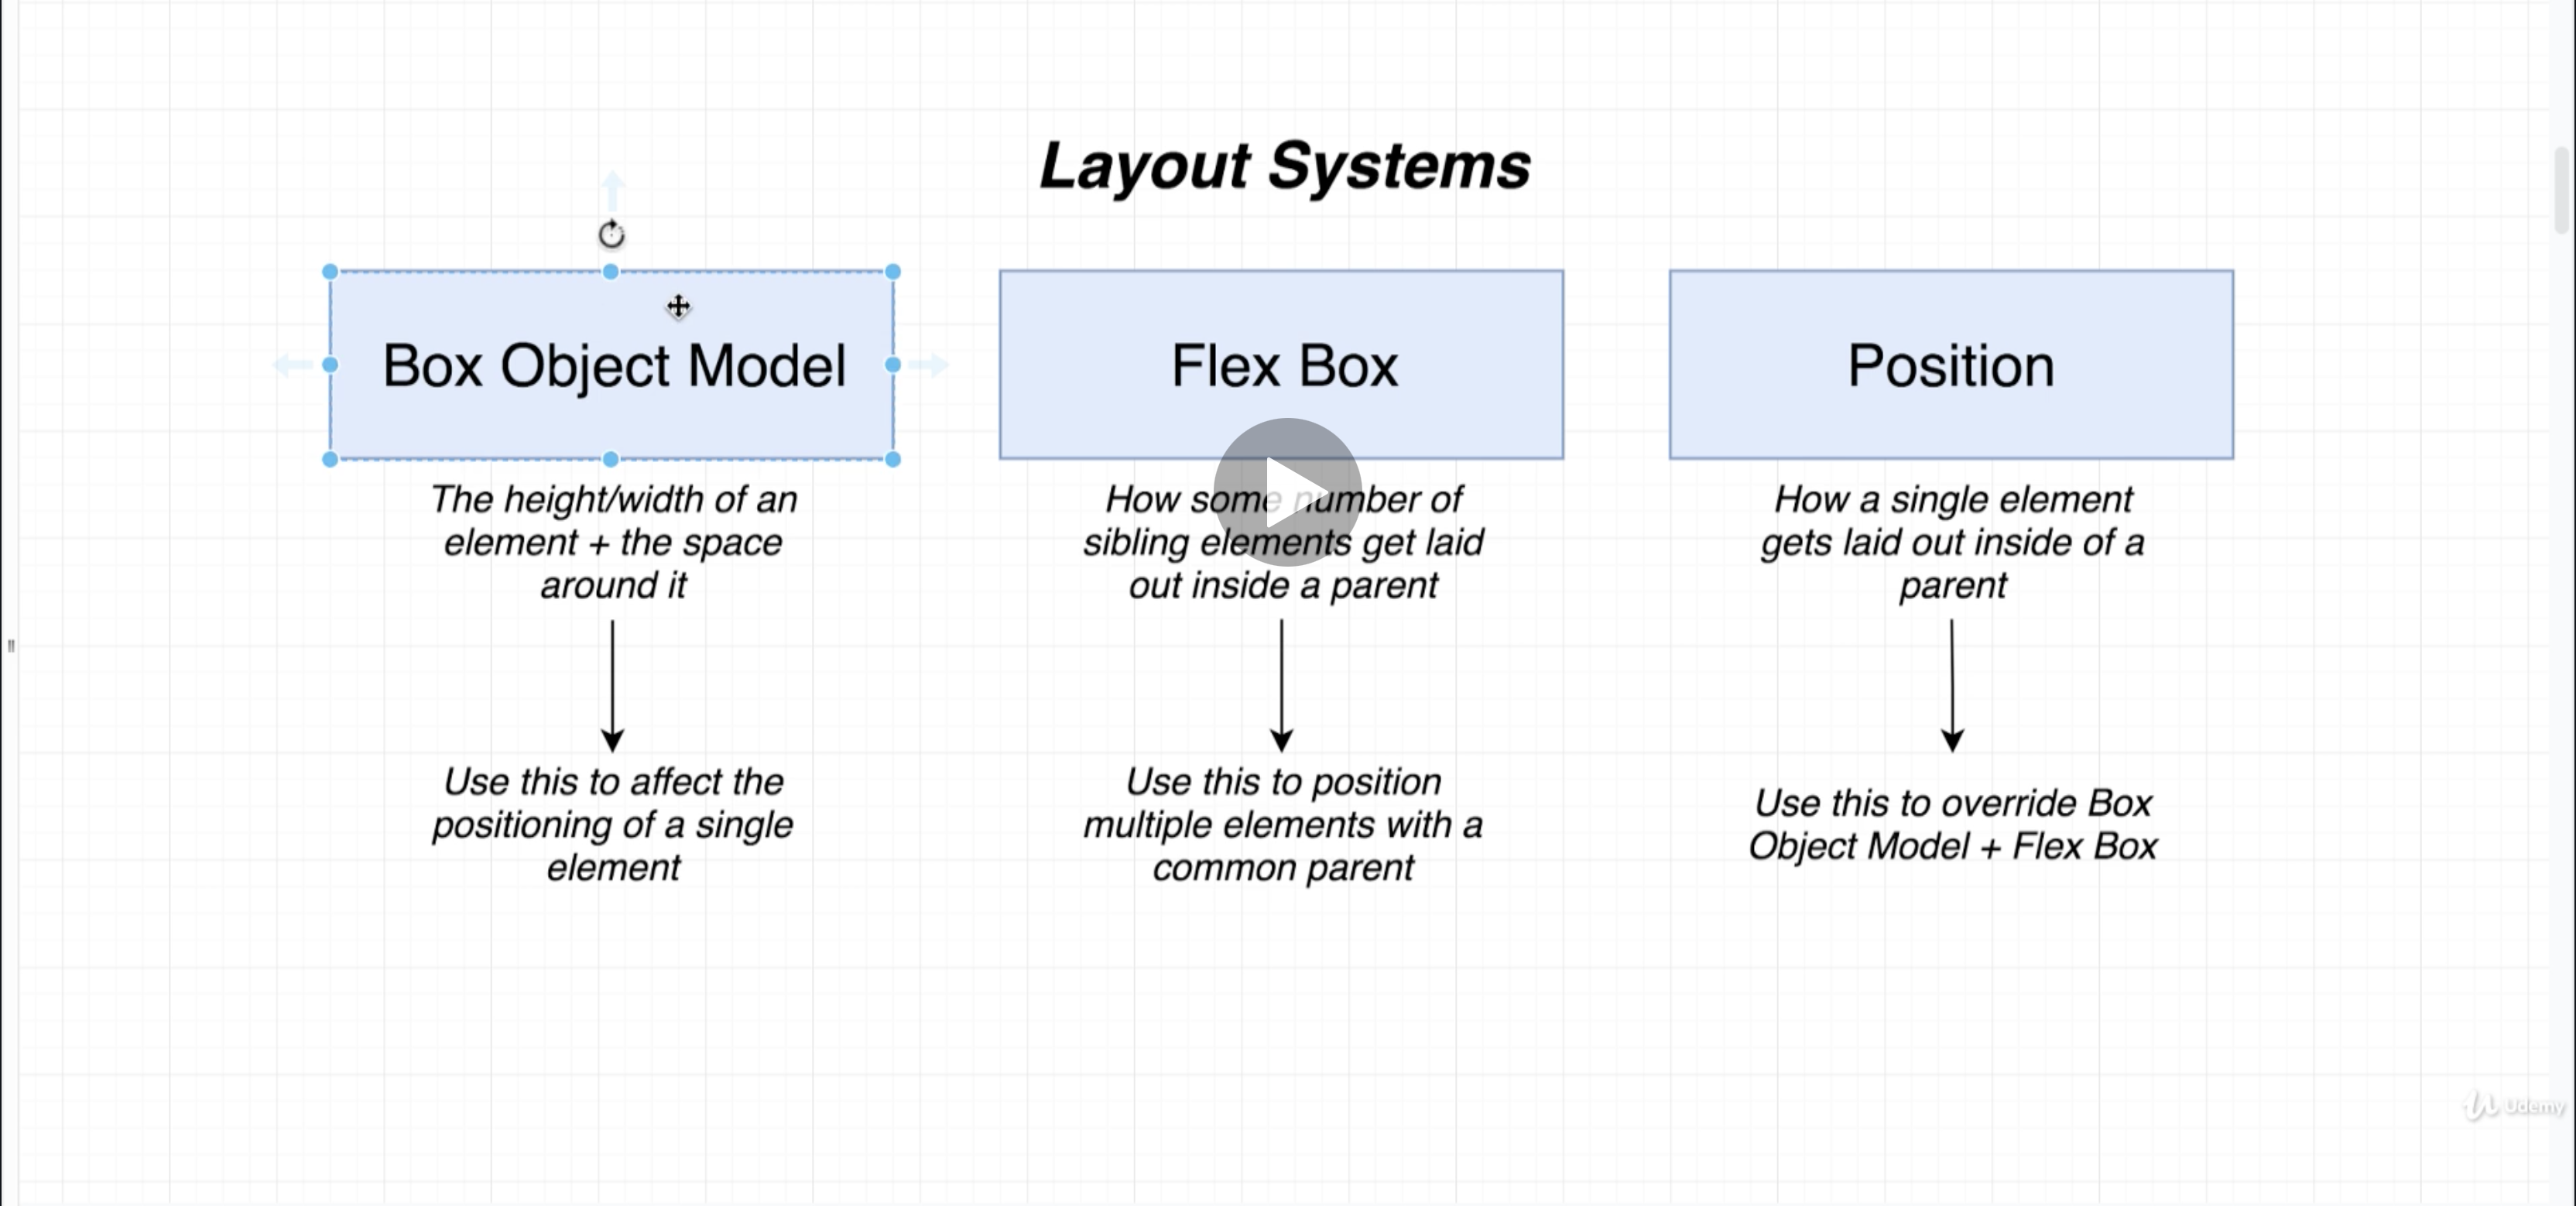 Layout Systems
Box Object Model
The height/width of an
element + the space
around it
Use this to affect the
positioning of a single
element
Flex Box
How some number of
sibling elements get laid
out inside a parent
Use this to position
multiple elements with a
common parent
Position
How a single element
gets laid out inside of a
parent
Use this to override Box
Object Model + Flex Box
Udemy